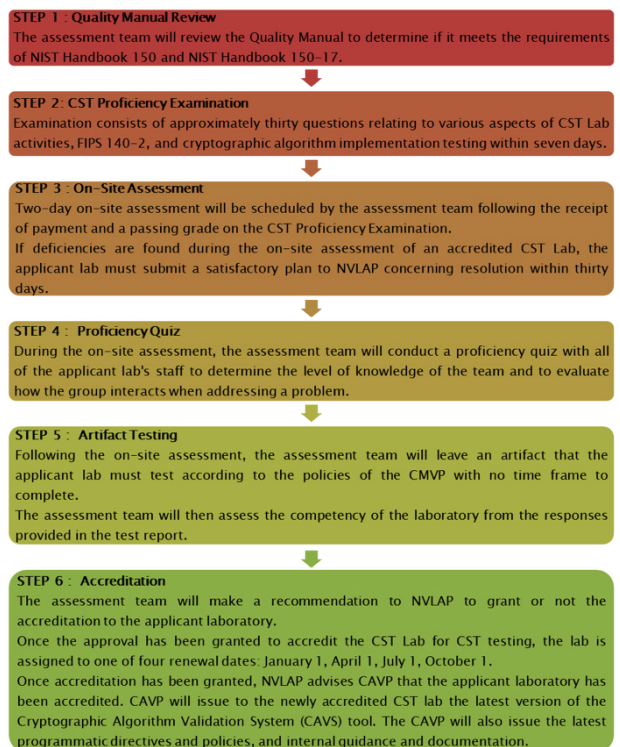 STEP 1 : Quality Manual Review
The assessment team will review the Quality Manual to determine if it meets the requirements
of NIST Handbook 150 and NIST Handbook 150-17.
STEP 2: CST Proficiency Examination
Examination consists of approximately thirty questions relating to various aspects of CST Lab
activities, FIPS 140-2, and cryptographic algorithm implementation testing within seven days.
STEP 3 : On-Site Assessment
Two-day on-site assessment will be scheduled by the assessment team following the receipt
of payment and a passing grade on the CST Proficiency Examination.
If deficiencies are found during the on-site assessment of an accredited CST Lab, the
applicant lab must submit a satisfactory plan to NVLAP concerning resolution within thirty
days.
STEP 4 : Proficiency Quiz
During the on-site assessment, the assessment team will conduct a proficiency quiz with all
of the applicant lab's staff to determine the level of knowledge of the team and to evaluate
how the group interacts when addressing a problem.
STEP 5 : Artifact Testing
Following the on-site assessment, the assessment team will leave an artifact that the
applicant lab must test according to the policies of the CMVP with no time frame to
complete.
The assessment team will then assess the competency of the laboratory from the responses
provided in the test report.
STEP 6 : Accreditation
The assessment team will make a recommendation to NVLAP to grant or not the
accreditation to the applicant laboratory.
Once the approval has been granted to accredit the CST Lab for CST testing, the lab is
assigned to one of four renewal dates: January 1, April 1, July 1, October 1.
Once accreditation has been granted, NVLAP advises CAVP that the applicant laboratory has
been accredited. CAVP will issue to the newly accredited CST lab the latest version of the
Cryptographic Algorithm Validation System (CAVS) tool. The CAVP will also issue the latest
programmatic directives and policies, and internal guidance and documentation.